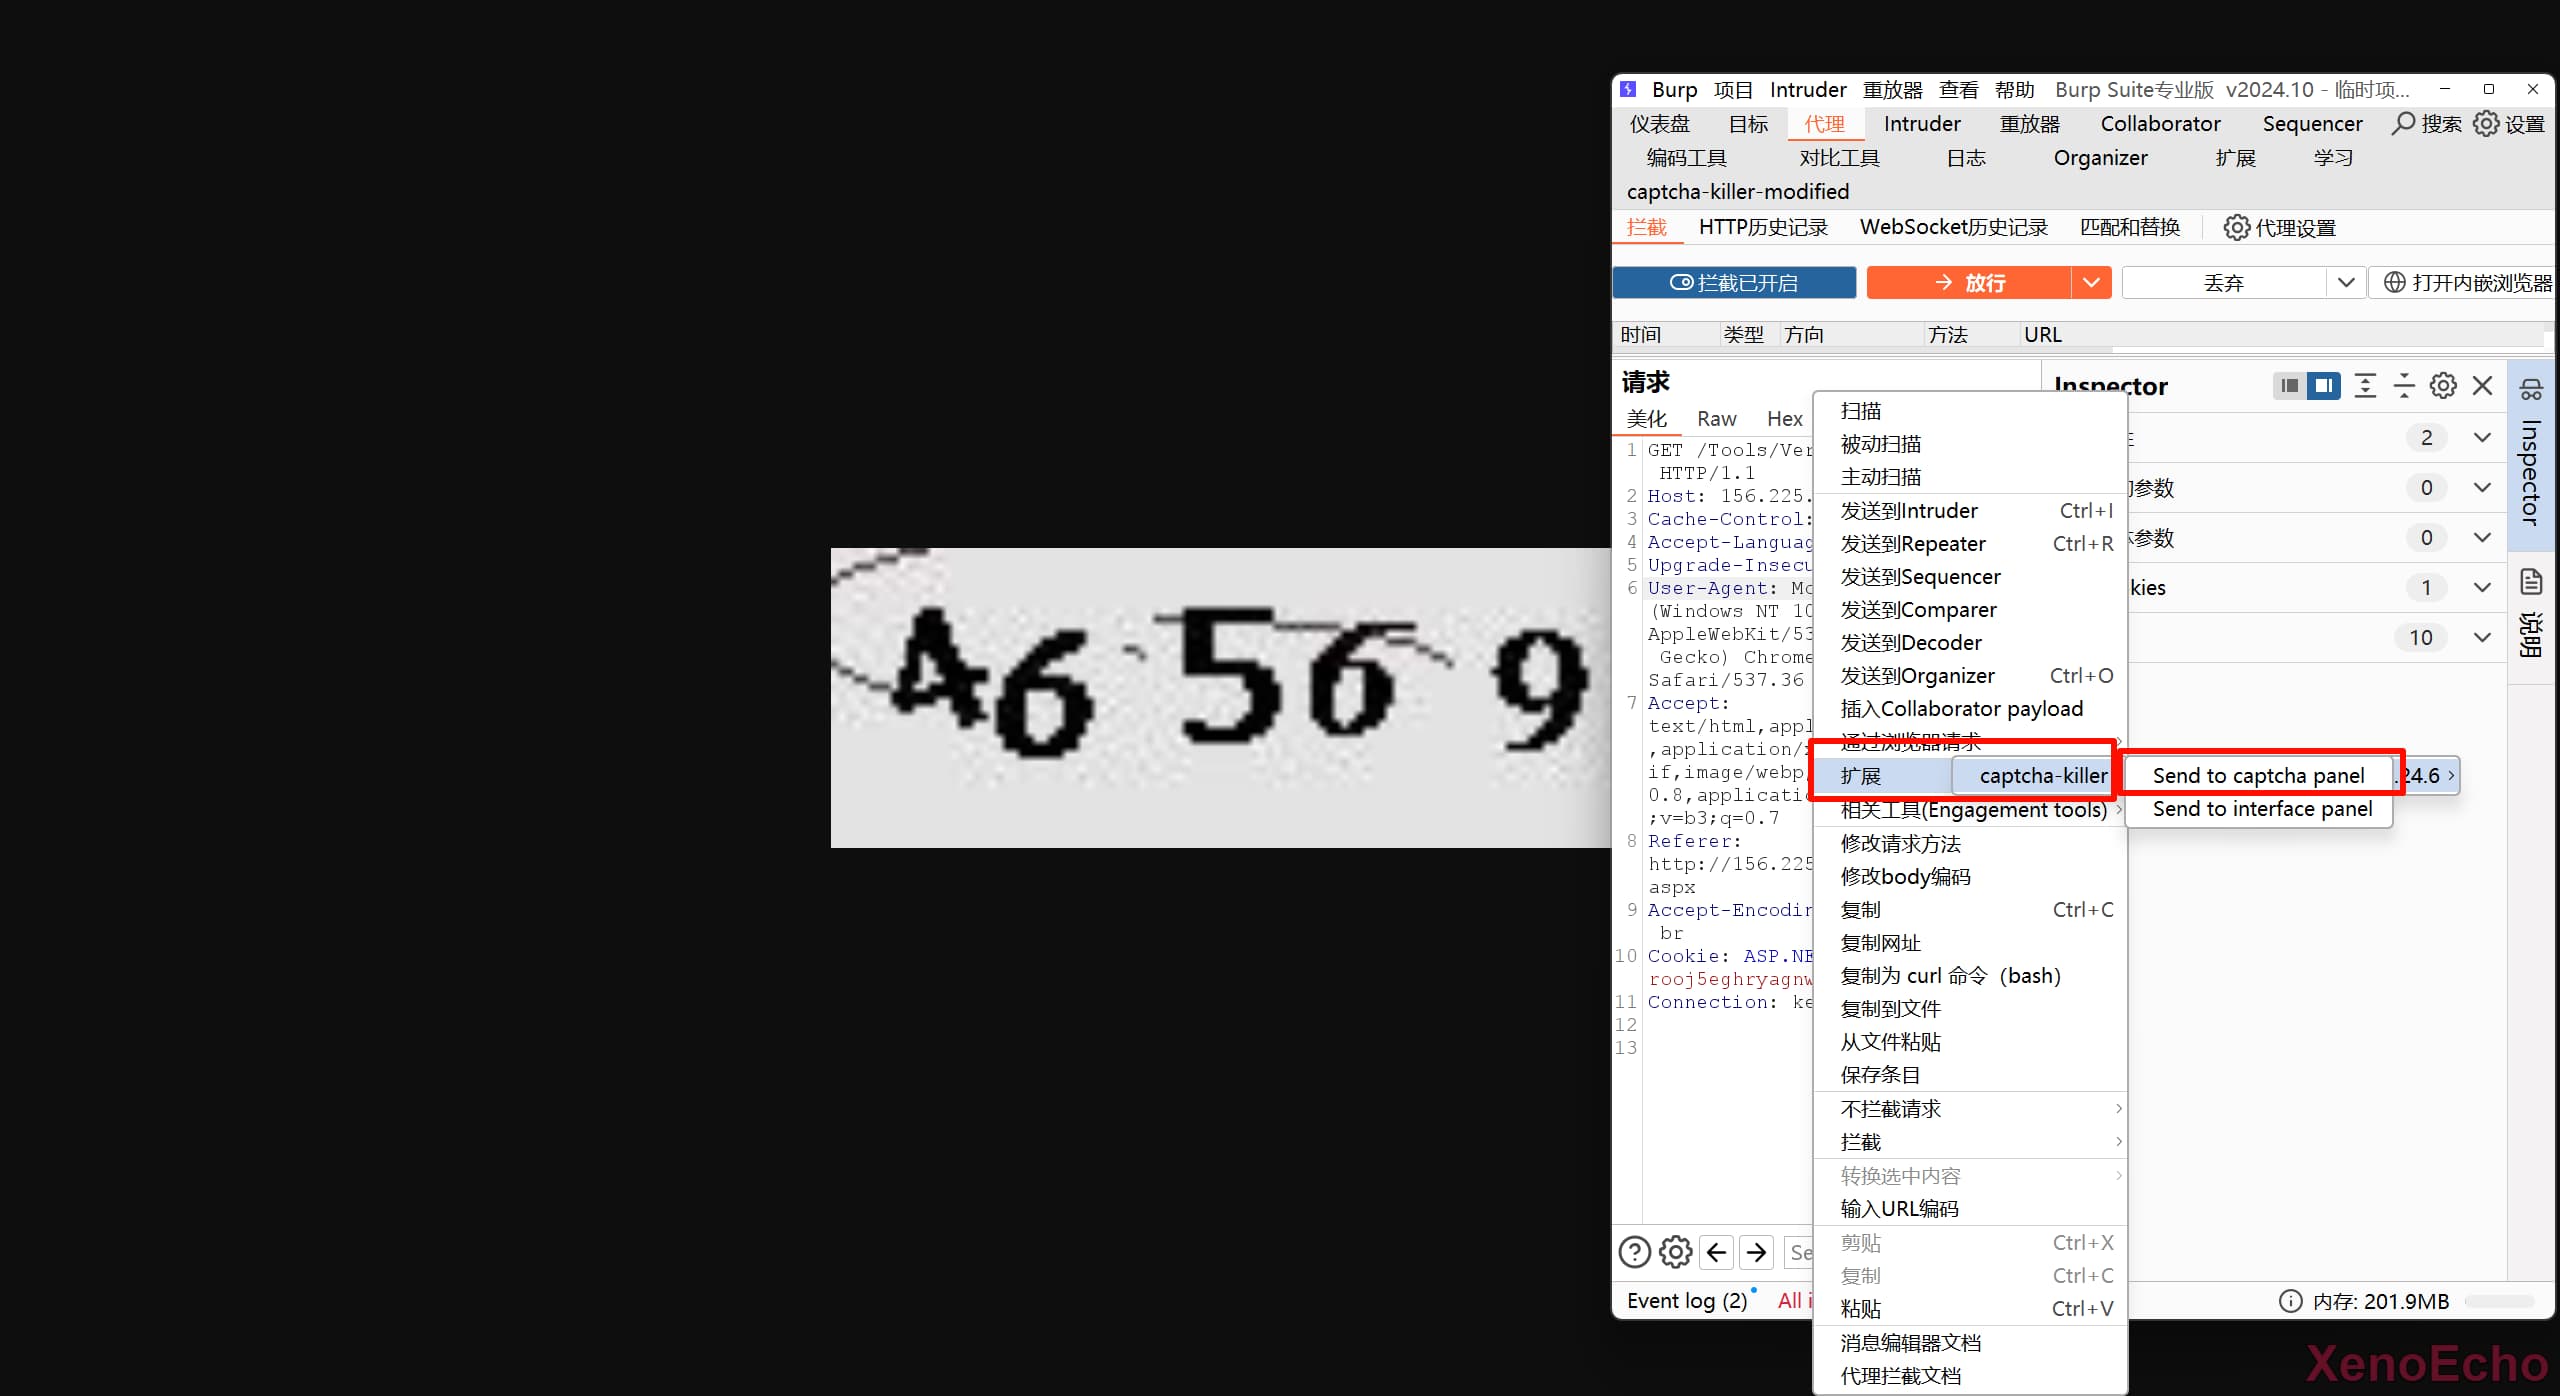 Burp 项目 Intruder 重放器 查看 帮助 Burp Suite专业版 v2024.10 - 临时项...
仪表盘 目标 代理 Intruder 重放器 Collaborator Sequencer 搜索 设置
编码工具 对比工具 日志 Organizer 扩展 学习
captcha-killer-modified
拦截 HTTP历史记录 WebSocket历史记录 匹配和替换 代理设置
拦截已开启 放行 丢弃 打开内嵌浏览器
时间 类型 方向 方法 URL
请求
美化 Raw Hex
1 GET /Tools/Ver
HTTP/1.1
2 Host: 156.225.
3 Cache-Control:
4 Accept-Languag
5 Upgrade-Insecu
6 User-Agent: Mo
(Windows NT 10
AppleWebKit/53
Gecko) Chrome
Safari/537.36
7 Accept:
text/html,appl
,application/
if,image/webp,
0.8,applicatio
;v=b3;q=0.7
8 Referer:
http://156.225
aspx
9 Accept-Encodin
br
10 Cookie: ASP.NE
rooj5eghryagnw
11 Connection: ke
12
13
扫描
被动扫描
主动扫描
发送到Intruder Ctrl+I
发送到Repeater Ctrl+R
发送到Sequencer
发送到Comparer
发送到Decoder
发送到Organizer Ctrl+O
插入Collaborator payload
通过浏览器请求
扩展 captcha-killer Send to captcha panel .24.6
相关工具(Engagement tools) Send to interface panel
修改请求方法
修改body编码
复制 Ctrl+C
复制网址
复制为 curl 命令（bash）
复制到文件
从文件粘贴
保存条目
不拦截请求
拦截
转换选中内容
输入URL编码
剪贴 Ctrl+X
复制 Ctrl+C
粘贴 Ctrl+V
消息编辑器文档
代理拦截文档
Inspector
2
参数 0
参数 0
kies 1
10
Inspector
说明
A6 56 9
Se
Event log (2) All i
内存: 201.9MB
XenoEcho